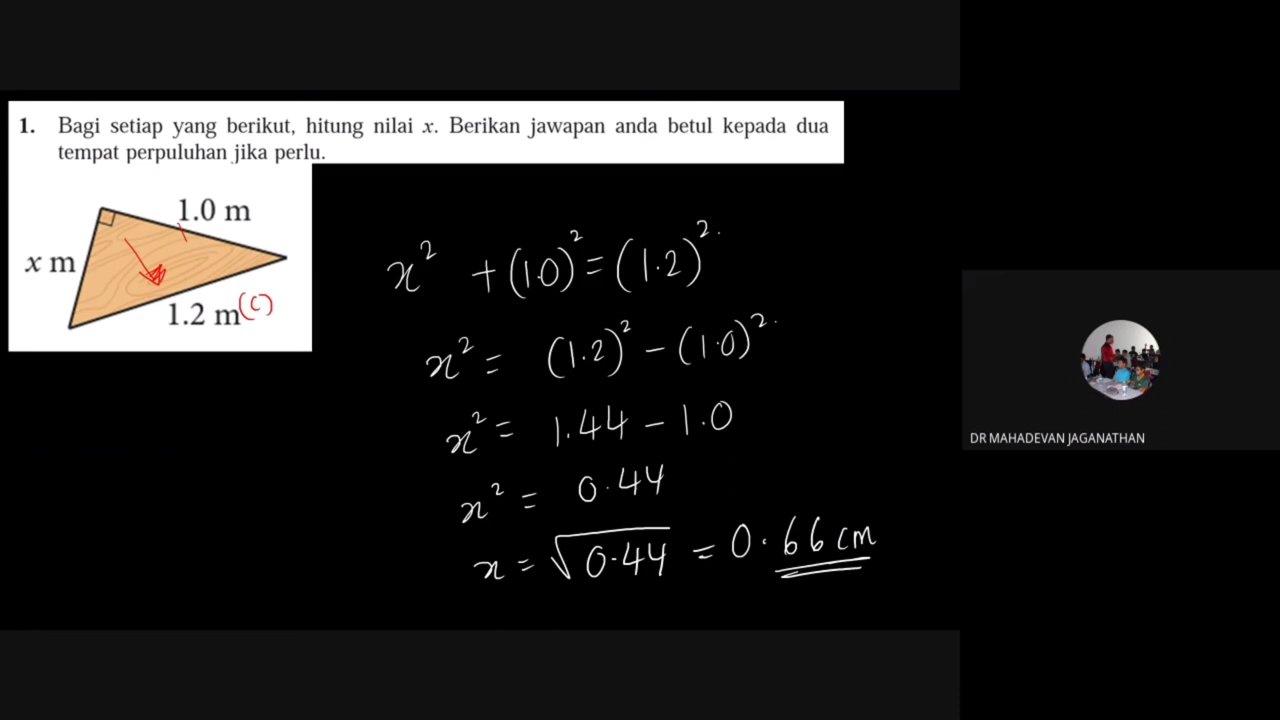 1. Bagi setiap yang berikut, hitung nilai x. Berikan jawapan anda betul kepada dua
tempat perpuluhan jika perlu.
1.0 m
x m
1.2 m (c)
x² + (1.0)² = (1.2)²
x² = (1.2)² - (1.0)²
x² = 1.44 - 1.0
x² = 0.44
x = √0.44 = 0.66 cm
DR MAHADEVAN JAGANATHAN